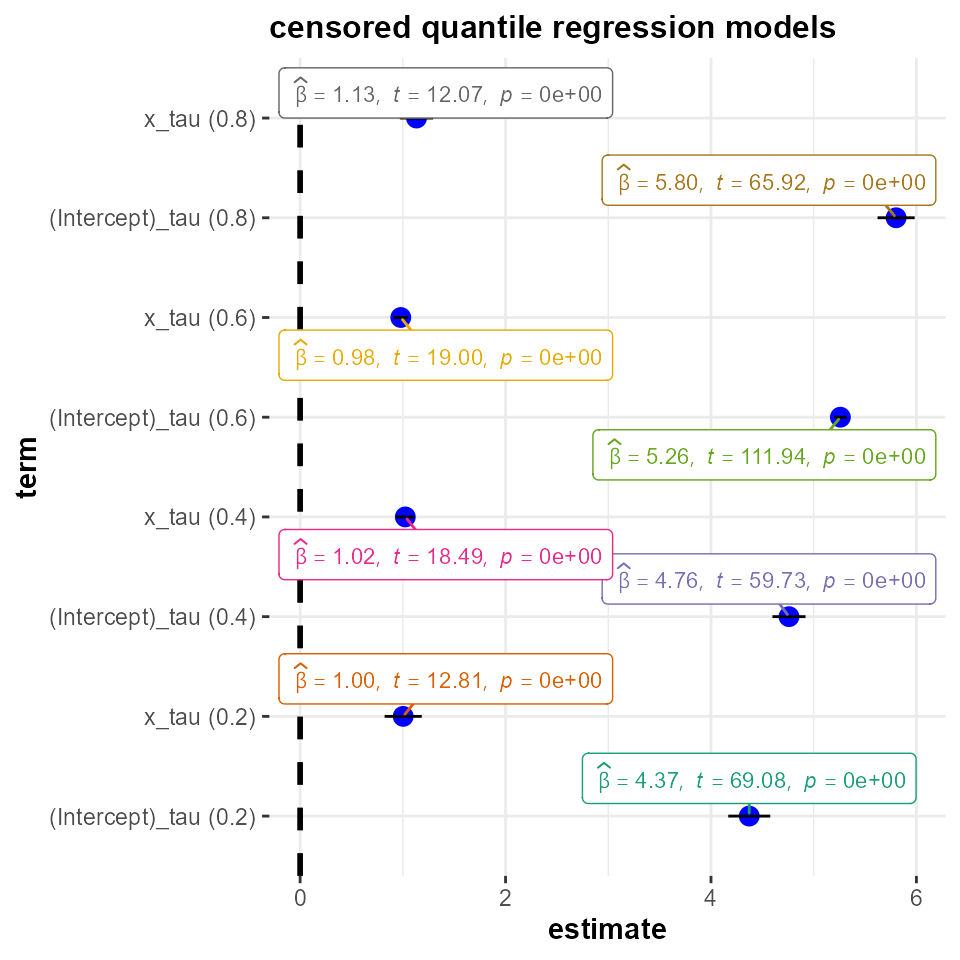 censored quantile regression models
β̂ = 1.13, t = 12.07, p = 0e+00
x_tau (0.8)
β̂ = 5.80, t = 65.92, p = 0e+00
(Intercept)_tau (0.8)
x_tau (0.6)
β̂ = 0.98, t = 19.00, p = 0e+00
(Intercept)_tau (0.6)
β̂ = 5.26, t = 111.94, p = 0e+00
term
x_tau (0.4)
β̂ = 1.02, t = 18.49, p = 0e+00
β̂ = 4.76, t = 59.73, p = 0e+00
(Intercept)_tau (0.4)
β̂ = 1.00, t = 12.81, p = 0e+00
x_tau (0.2)
β̂ = 4.37, t = 69.08, p = 0e+00
(Intercept)_tau (0.2)
0 2 4 6
estimate